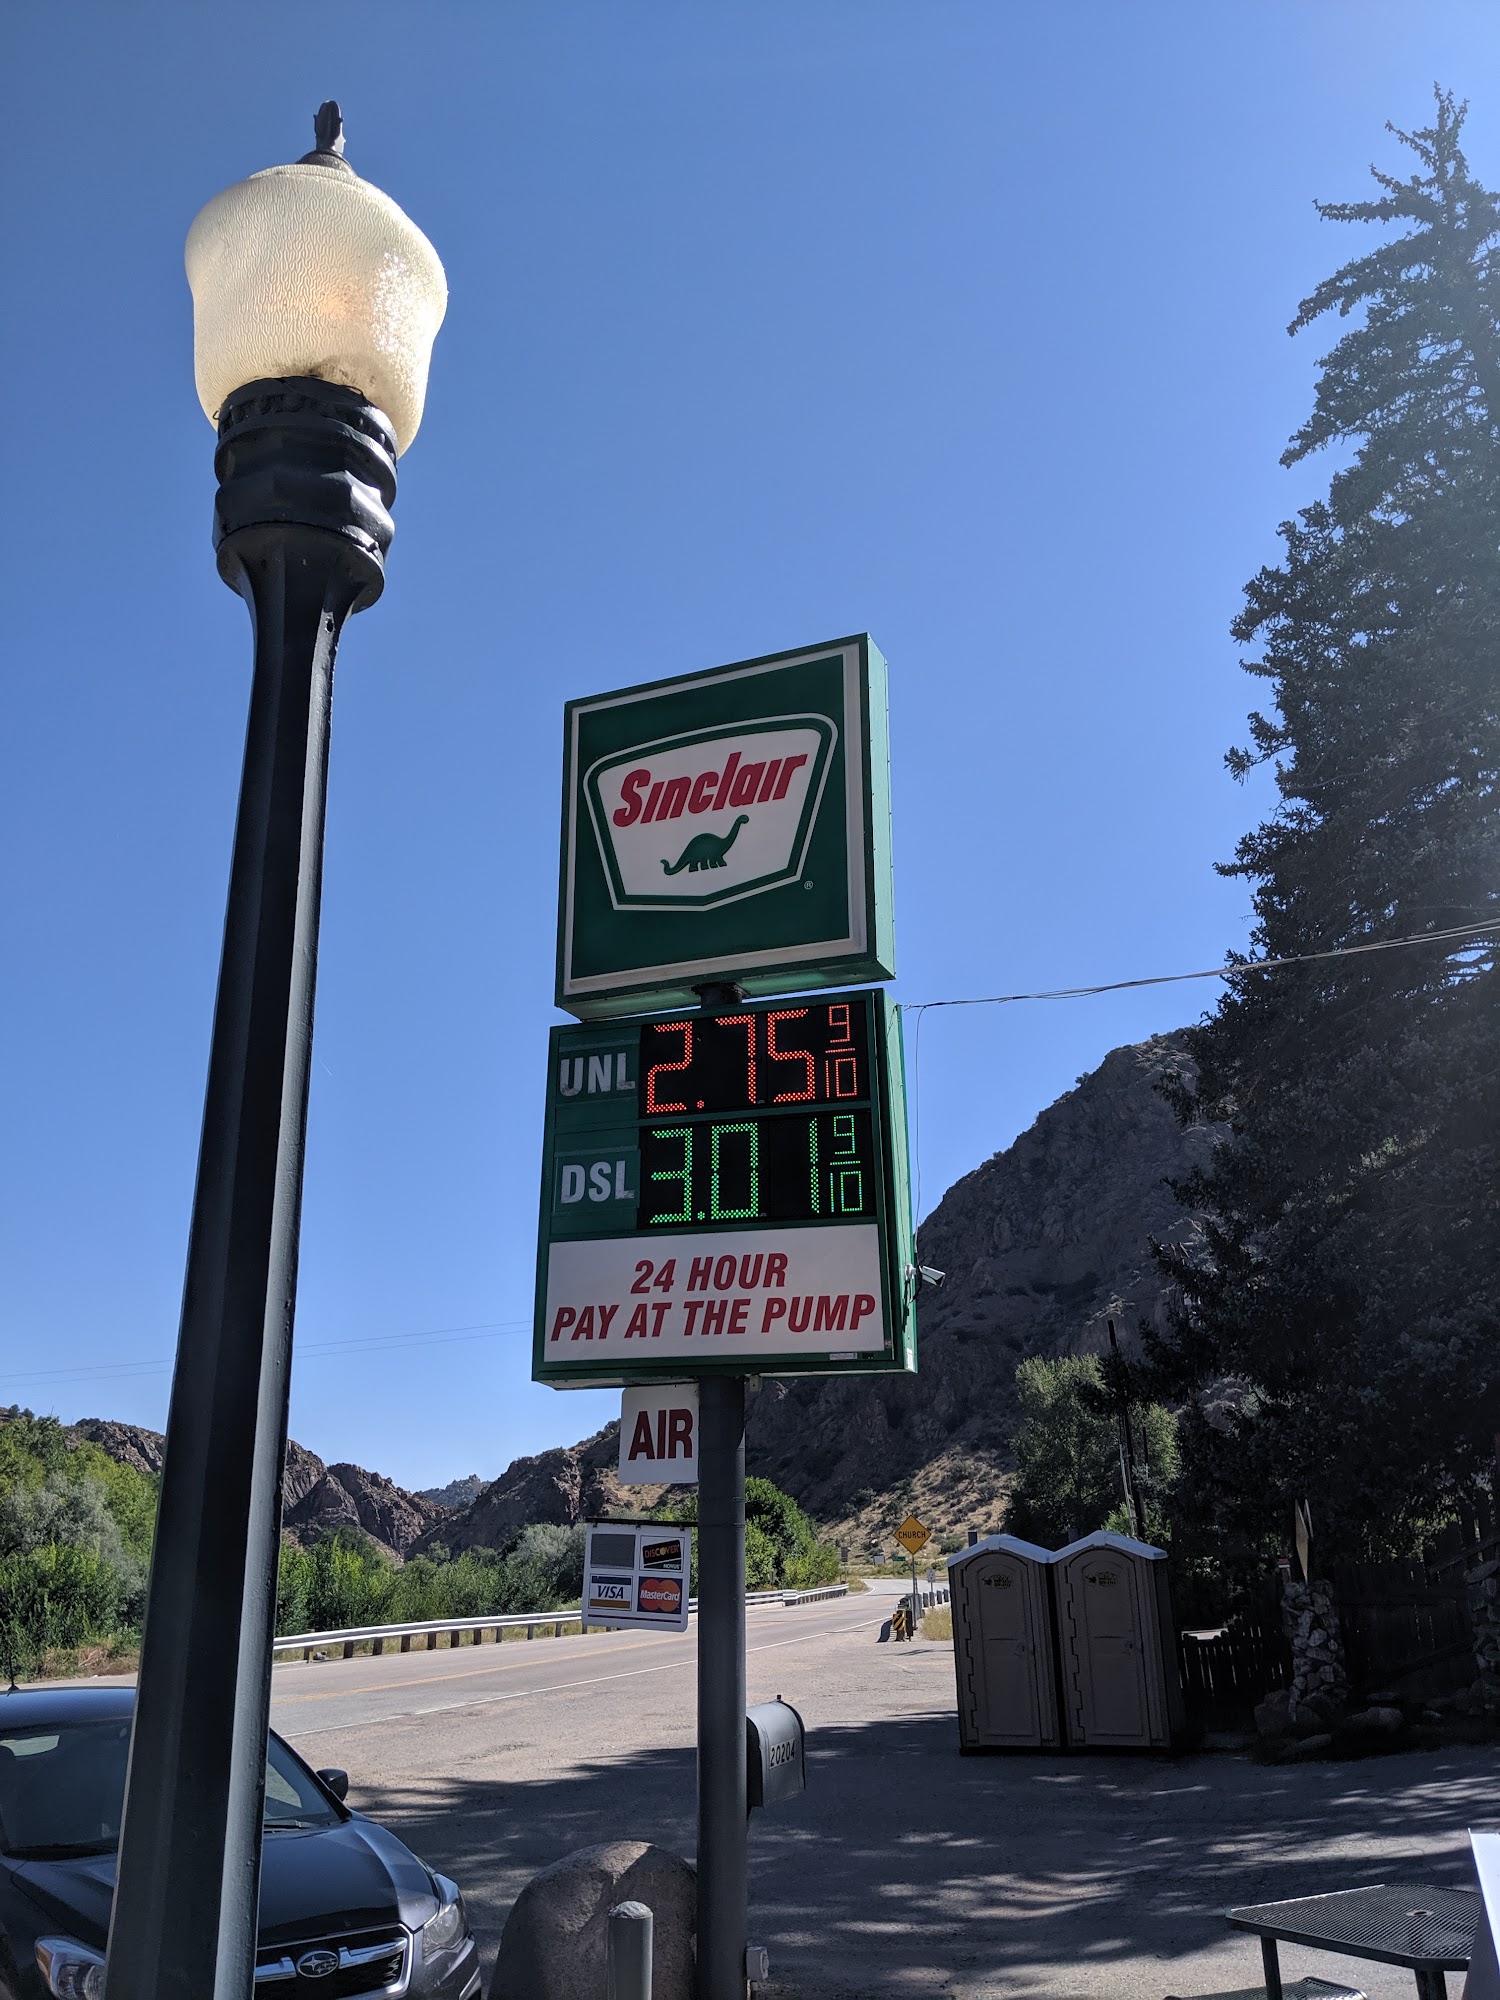 Sinclair
®
UNL 2.75 9/10
DSL 3.01 9/10
24 HOUR
PAY AT THE PUMP
AIR
DISCOVER
VISA MasterCard
CHURCH
20204